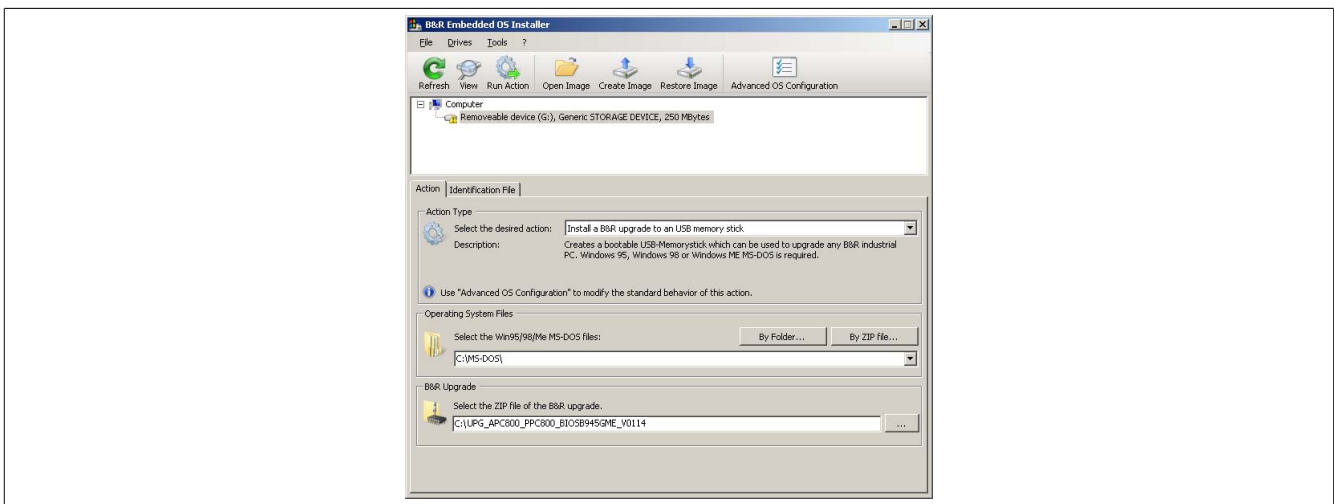 B&R Embedded OS Installer
File Drives Tools ?
Refresh View Run Action Open Image Create Image Restore Image Advanced OS Configuration
Computer
Removeable device (G:), Generic STORAGE DEVICE, 250 MBytes
Action Identification File
Action Type
Select the desired action: Install a B&R upgrade to an USB memory stick
Description: Creates a bootable USB-Memorystick which can be used to upgrade any B&R industrial
PC. Windows 95, Windows 98 or Windows ME MS-DOS is required.
Use "Advanced OS Configuration" to modify the standard behavior of this action.
Operating System Files
Select the Win95/98/Me MS-DOS files: By Folder... By ZIP file...
C:\MS-DOS\
B&R Upgrade
Select the ZIP file of the B&R upgrade.
C:\UPG_APC800_PPC800_BIOSB945GME_V0114 ...